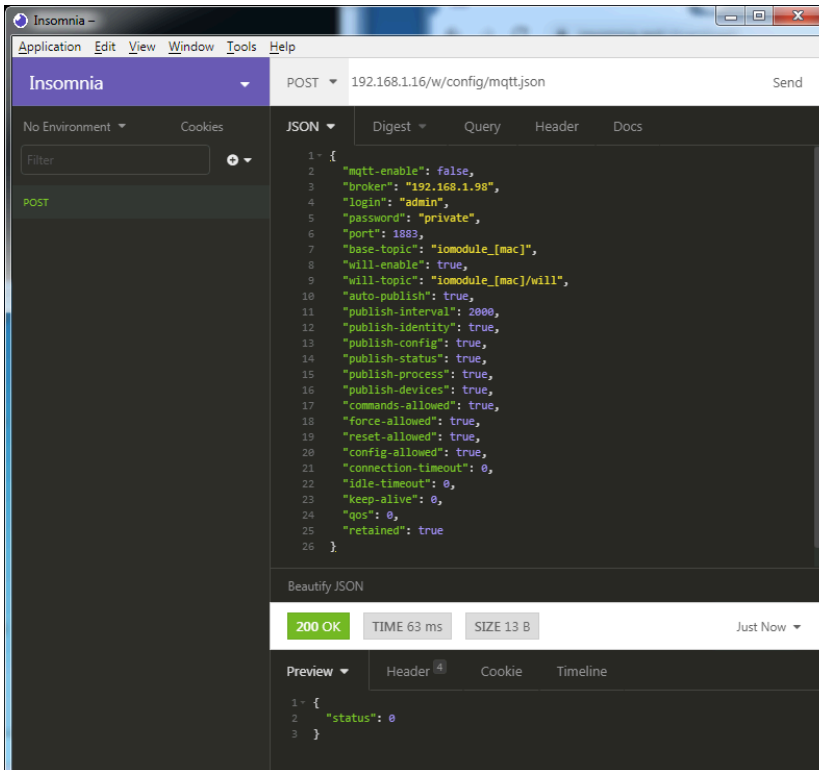 Insomnia –
Application Edit View Window Tools Help
Insomnia
POST 192.168.1.16/w/config/mqtt.json Send
No Environment Cookies
JSON Digest Query Header Docs
Filter
POST
1 {
2 "mqtt-enable": false,
3 "broker": "192.168.1.98",
4 "login": "admin",
5 "password": "private",
6 "port": 1883,
7 "base-topic": "iomodule_[mac]",
8 "will-enable": true,
9 "will-topic": "iomodule_[mac]/will",
10 "auto-publish": true,
11 "publish-interval": 2000,
12 "publish-identity": true,
13 "publish-config": true,
14 "publish-status": true,
15 "publish-process": true,
16 "publish-devices": true,
17 "commands-allowed": true,
18 "force-allowed": true,
19 "reset-allowed": true,
20 "config-allowed": true,
21 "connection-timeout": 0,
22 "idle-timeout": 0,
23 "keep-alive": 0,
24 "qos": 0,
25 "retained": true
26 }
Beautify JSON
200 OK TIME 63 ms SIZE 13 B Just Now
Preview Header 4 Cookie Timeline
1 {
2 "status": 0
3 }